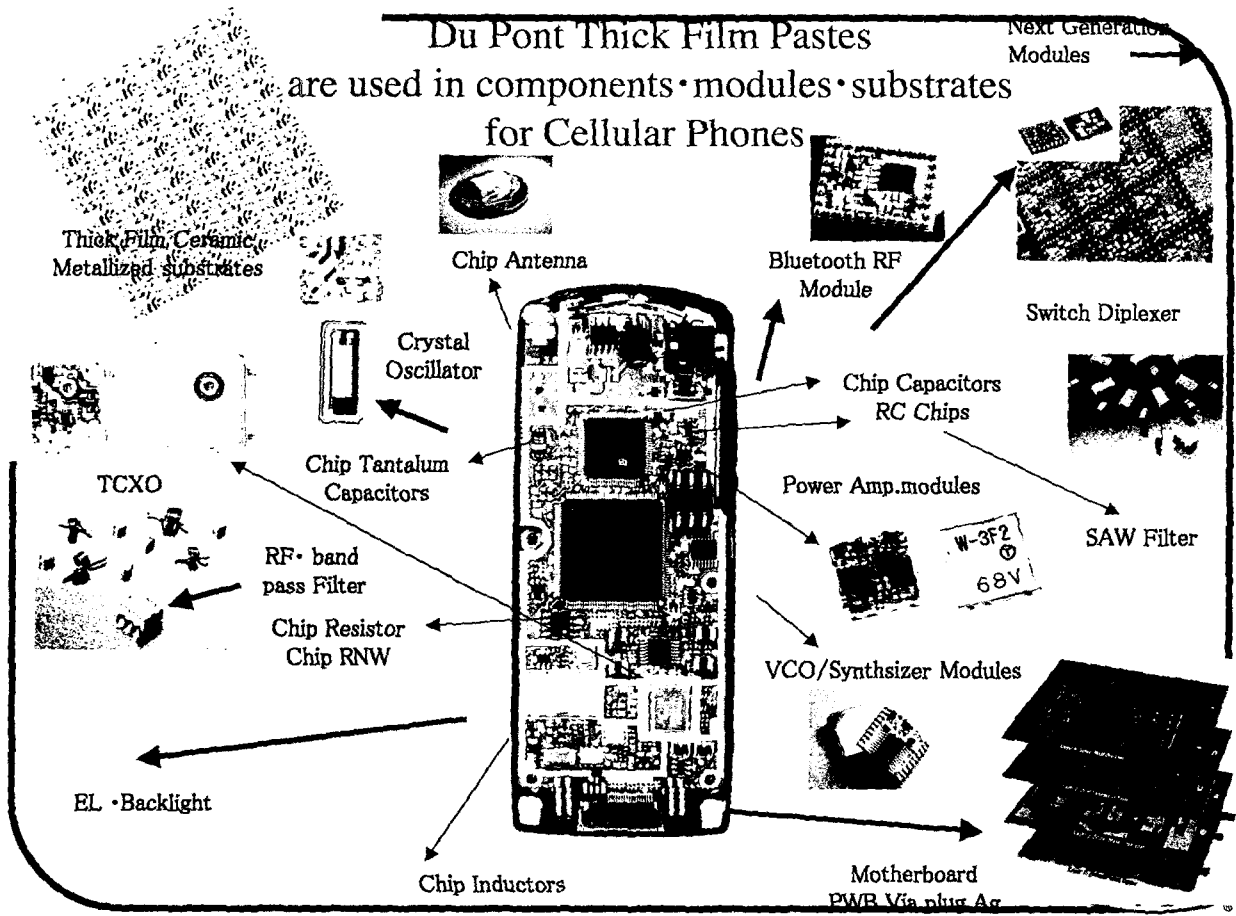 Du Pont Thick Film Pastes
are used in components・modules・substrates
for Cellular Phones
Next Generation
Modules
Thick Film Ceramic
Metallized substrates
Chip Antenna
Bluetooth RF
Module
Switch Diplexer
Crystal
Oscillator
Chip Capacitors
RC Chips
Chip Tantalum
Capacitors
TCXO
Power Amp.modules
SAW Filter
W-3F2
68V
RF・ band
pass Filter
Chip Resistor
Chip RNW
VCO/Synthsizer Modules
EL ・Backlight
Chip Inductors
Motherboard
PWB Via plug Ag